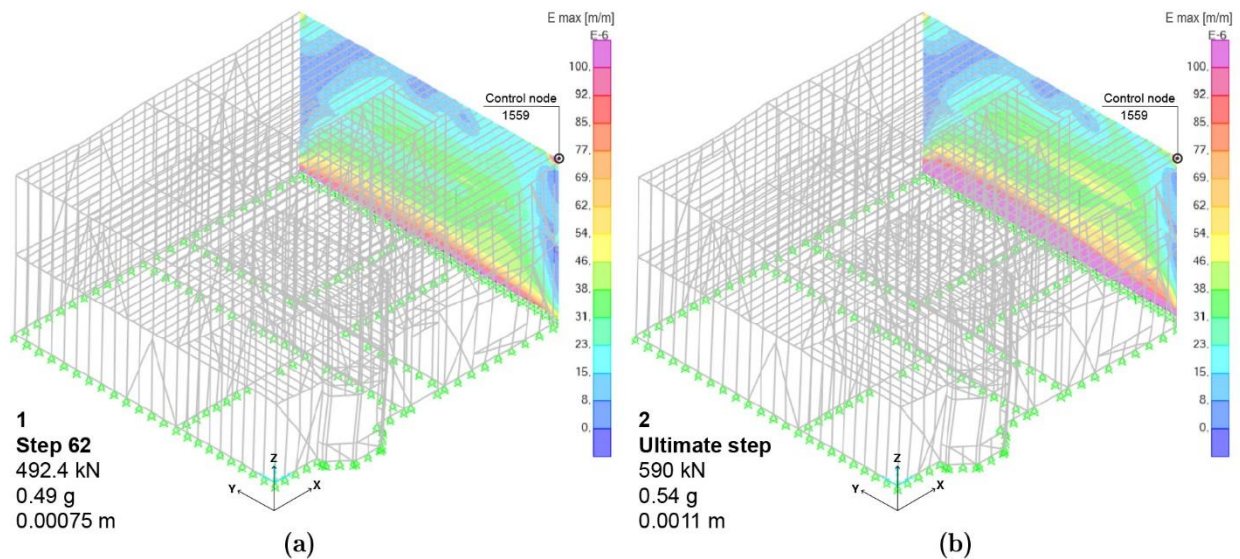 E max [m/m]
E-6
100,
92,
85,
77,
69,
62,
54,
46,
38,
31,
23,
15,
8,
0,
Control node
1559
1
Step 62
492.4 kN
0.49 g
0.00075 m
Z
Y
X
(a)
E max [m/m]
E-6
100,
92,
85,
77,
69,
62,
54,
46,
38,
31,
23,
15,
8,
0,
Control node
1559
2
Ultimate step
590 kN
0.54 g
0.0011 m
Z
Y
X
(b)